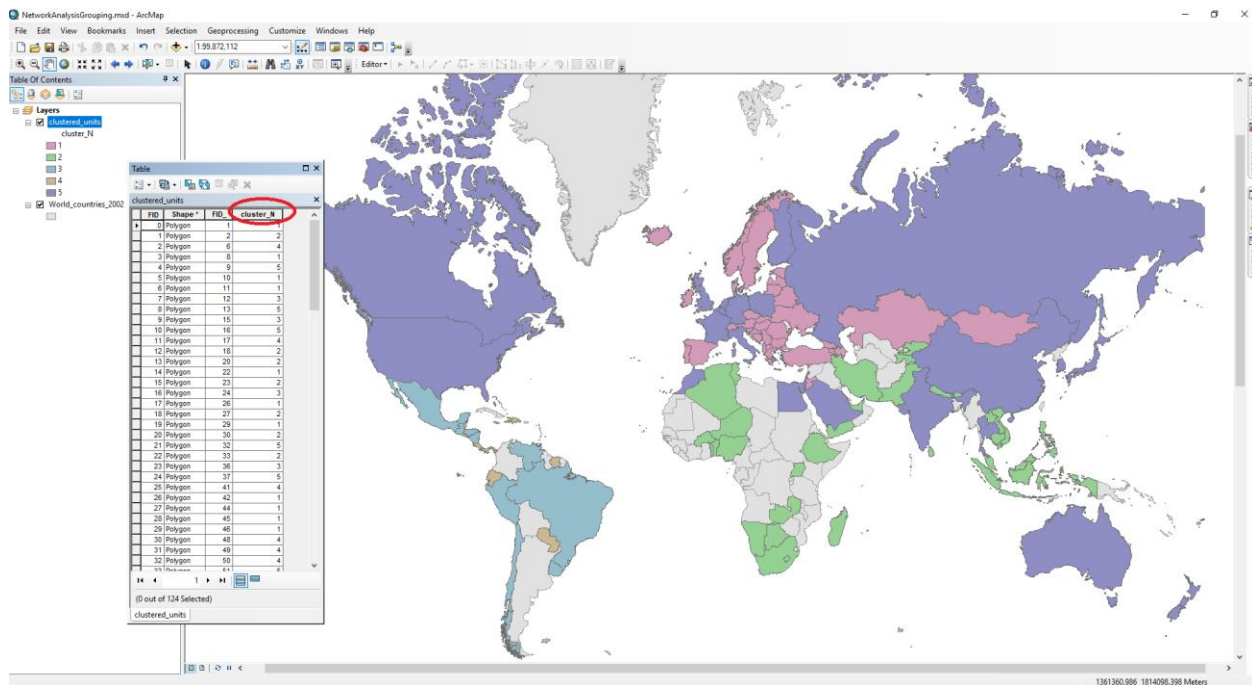 NetworkAnalysisGrouping.mxd - ArcMap
File Edit View Bookmarks Insert Selection Geoprocessing Customize Windows Help
1:99,872,112
Editor
Table Of Contents
Layers
clustered_units
cluster_N
1
2
3
4
5
World_countries_2002
Table
clustered_units
FID Shape * FID_ cluster_N
0 Polygon 1 1
1 Polygon 2 2
2 Polygon 6 4
3 Polygon 8 1
4 Polygon 9 5
5 Polygon 10 1
6 Polygon 11 1
7 Polygon 12 3
8 Polygon 13 5
9 Polygon 15 3
10 Polygon 16 5
11 Polygon 17 4
12 Polygon 18 2
13 Polygon 20 2
14 Polygon 22 1
15 Polygon 23 2
16 Polygon 24 3
17 Polygon 26 1
18 Polygon 27 2
19 Polygon 29 1
20 Polygon 30 2
21 Polygon 32 5
22 Polygon 33 2
23 Polygon 36 3
24 Polygon 37 5
25 Polygon 41 4
26 Polygon 42 1
27 Polygon 44 1
28 Polygon 45 1
29 Polygon 46 1
30 Polygon 48 4
31 Polygon 49 4
32 Polygon 50 4
1
(0 out of 124 Selected)
clustered_units
1361360.986 1814098.398 Meters